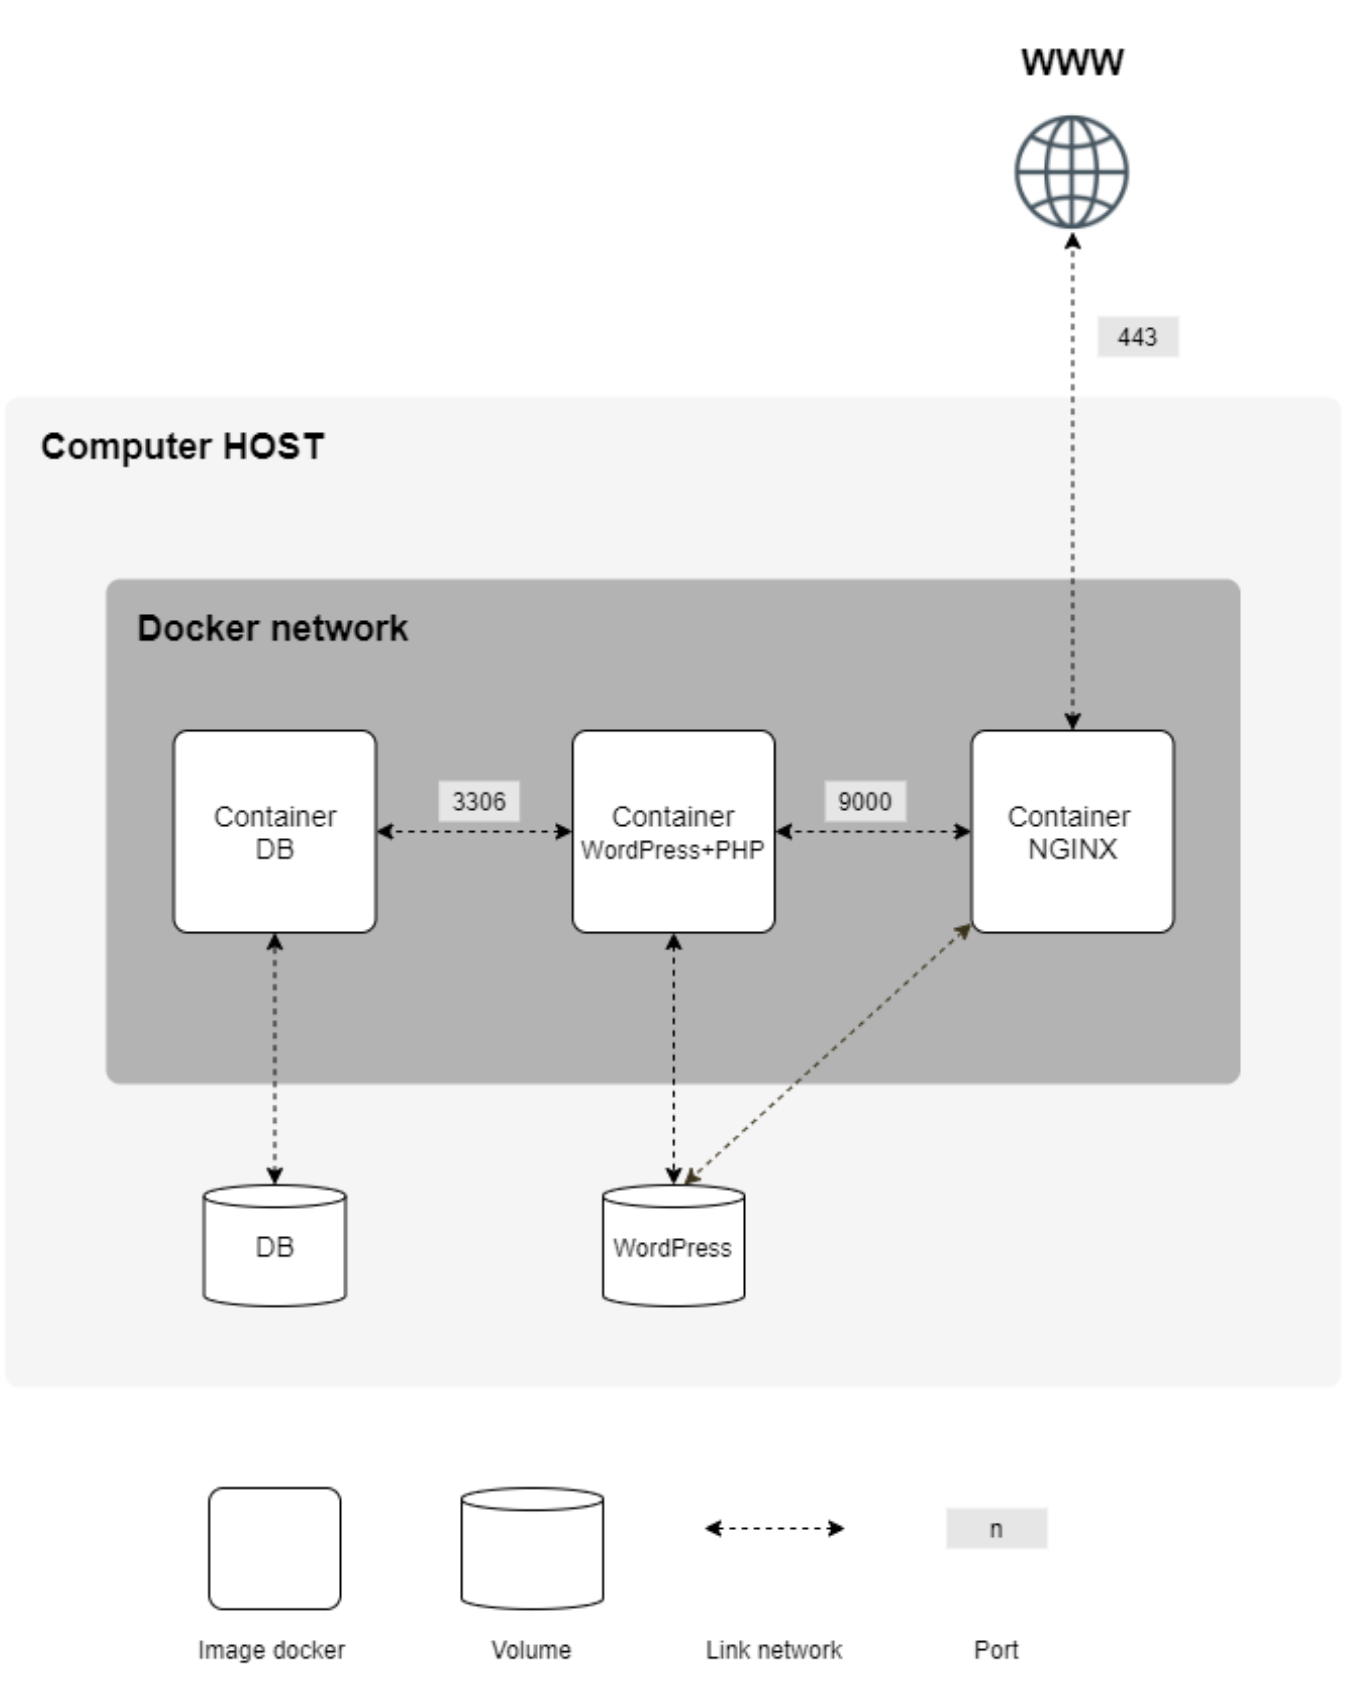 WWW
443
Computer HOST
Docker network
3306
9000
Container
DB
Container
WordPress+PHP
Container
NGINX
DB
WordPress
n
Image docker
Volume
Link network
Port